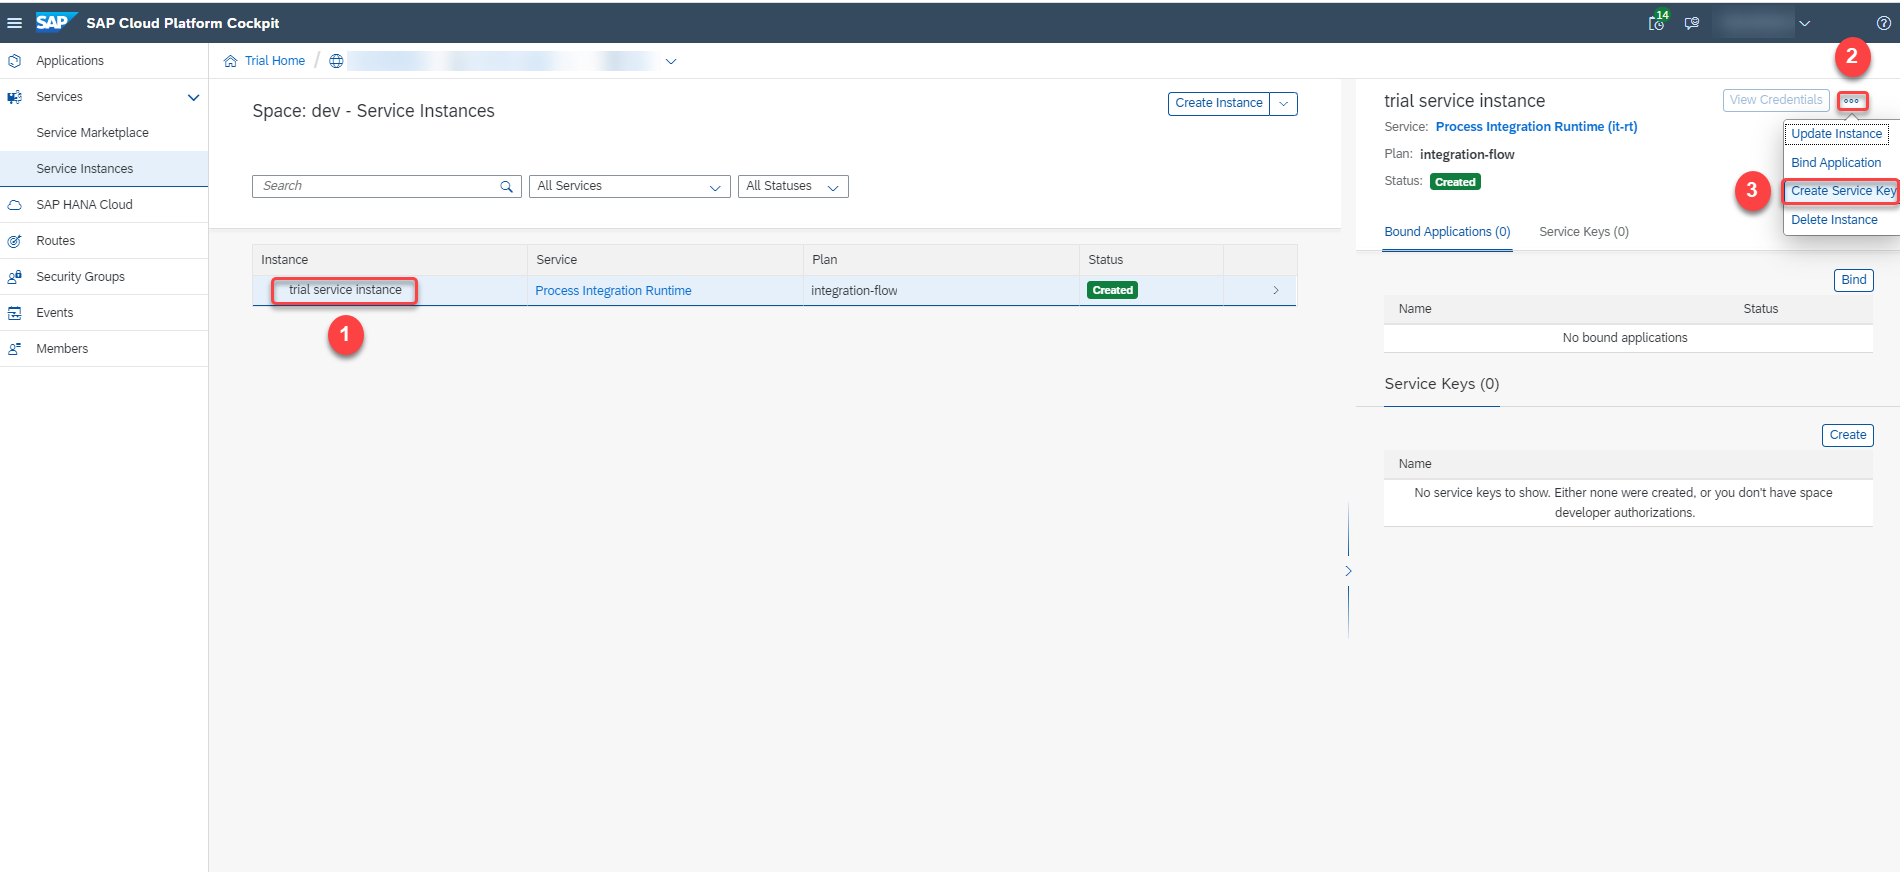 SAP SAP Cloud Platform Cockpit
14
Applications
Services
Service Marketplace
Service Instances
SAP HANA Cloud
Routes
Security Groups
Events
Members
Trial Home /
Space: dev - Service Instances
Create Instance
Search
All Services
All Statuses
Instance Service Plan Status
trial service instance Process Integration Runtime integration-flow Created
1
2
trial service instance
View Credentials
Service: Process Integration Runtime (it-rt)
Plan: integration-flow
Status: Created
Update Instance
Bind Application
3
Create Service Key
Delete Instance
Bound Applications (0) Service Keys (0)
Bind
Name Status
No bound applications
Service Keys (0)
Create
Name
No service keys to show. Either none were created, or you don't have space
developer authorizations.